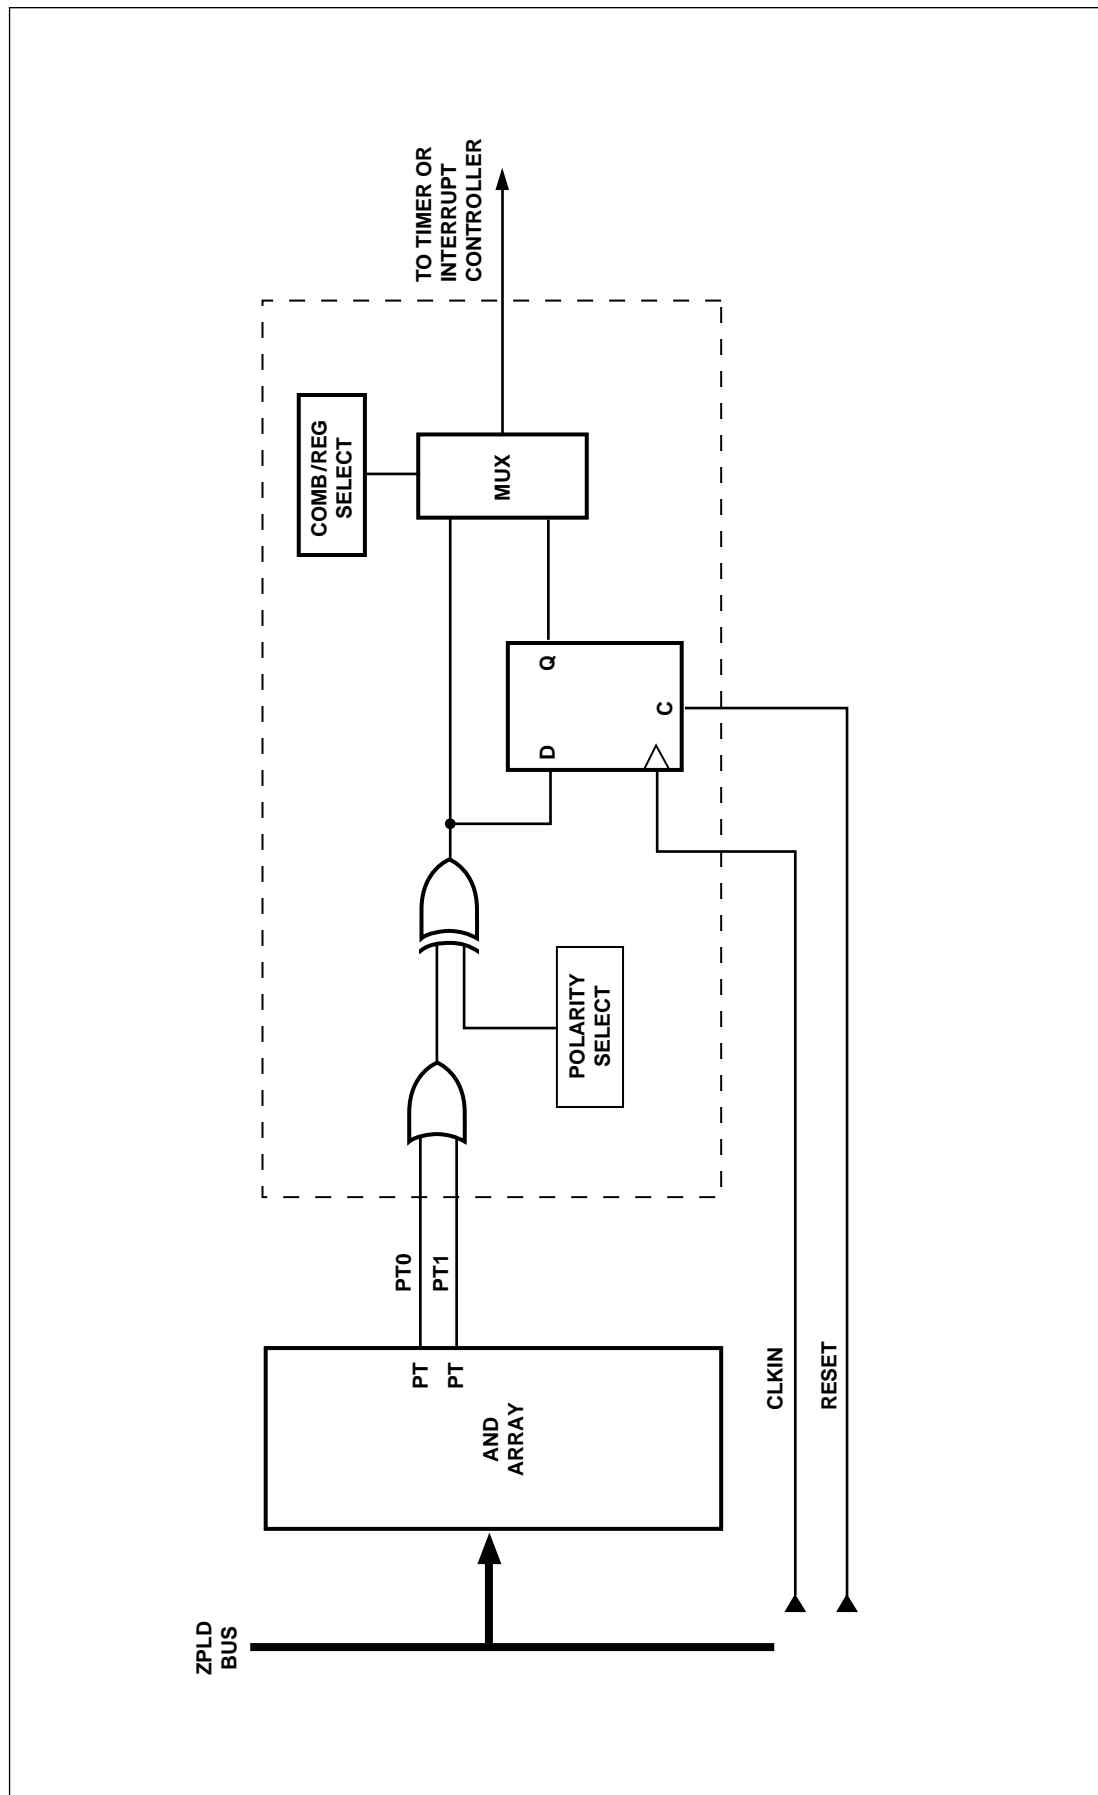 ZPLD
BUS
AND
ARRAY
PT
PT
PT0
PT1
CLKIN
RESET
POLARITY
SELECT
D
Q
C
COMB/REG
SELECT
MUX
TO TIMER OR
INTERRUPT
CONTROLLER